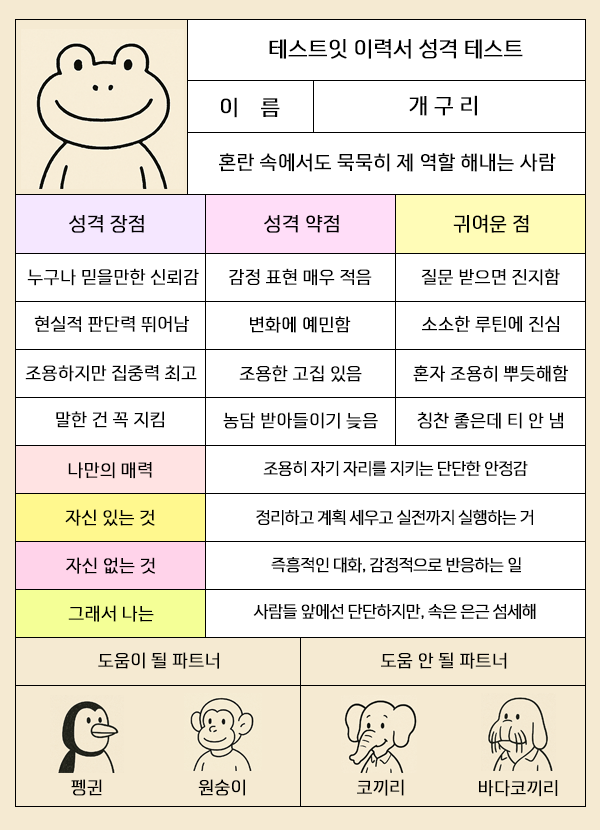 테스트잇 이력서 성격 테스트
이 름 개구리
혼란 속에서도 묵묵히 제 역할 해내는 사람
성격 장점 성격 약점 귀여운 점
누구나 믿을만한 신뢰감 감정 표현 매우 적음 질문 받으면 진지함
현실적 판단력 뛰어남 변화에 예민함 소소한 루틴에 진심
조용하지만 집중력 최고 조용한 고집 있음 혼자 조용히 뿌듯해함
말한 건 꼭 지킴 농담 받아들이기 늦음 칭찬 좋은데 티 안 냄
나만의 매력 조용히 자기 자리를 지키는 단단한 안정감
자신 있는 것 정리하고 계획 세우고 실전까지 실행하는 거
자신 없는 것 즉흥적인 대화, 감정적으로 반응하는 일
그래서 나는 사람들 앞에선 단단하지만, 속은 은근 섬세해
도움이 될 파트너 도움 안 될 파트너
펭귄 원숭이 코끼리 바다코끼리